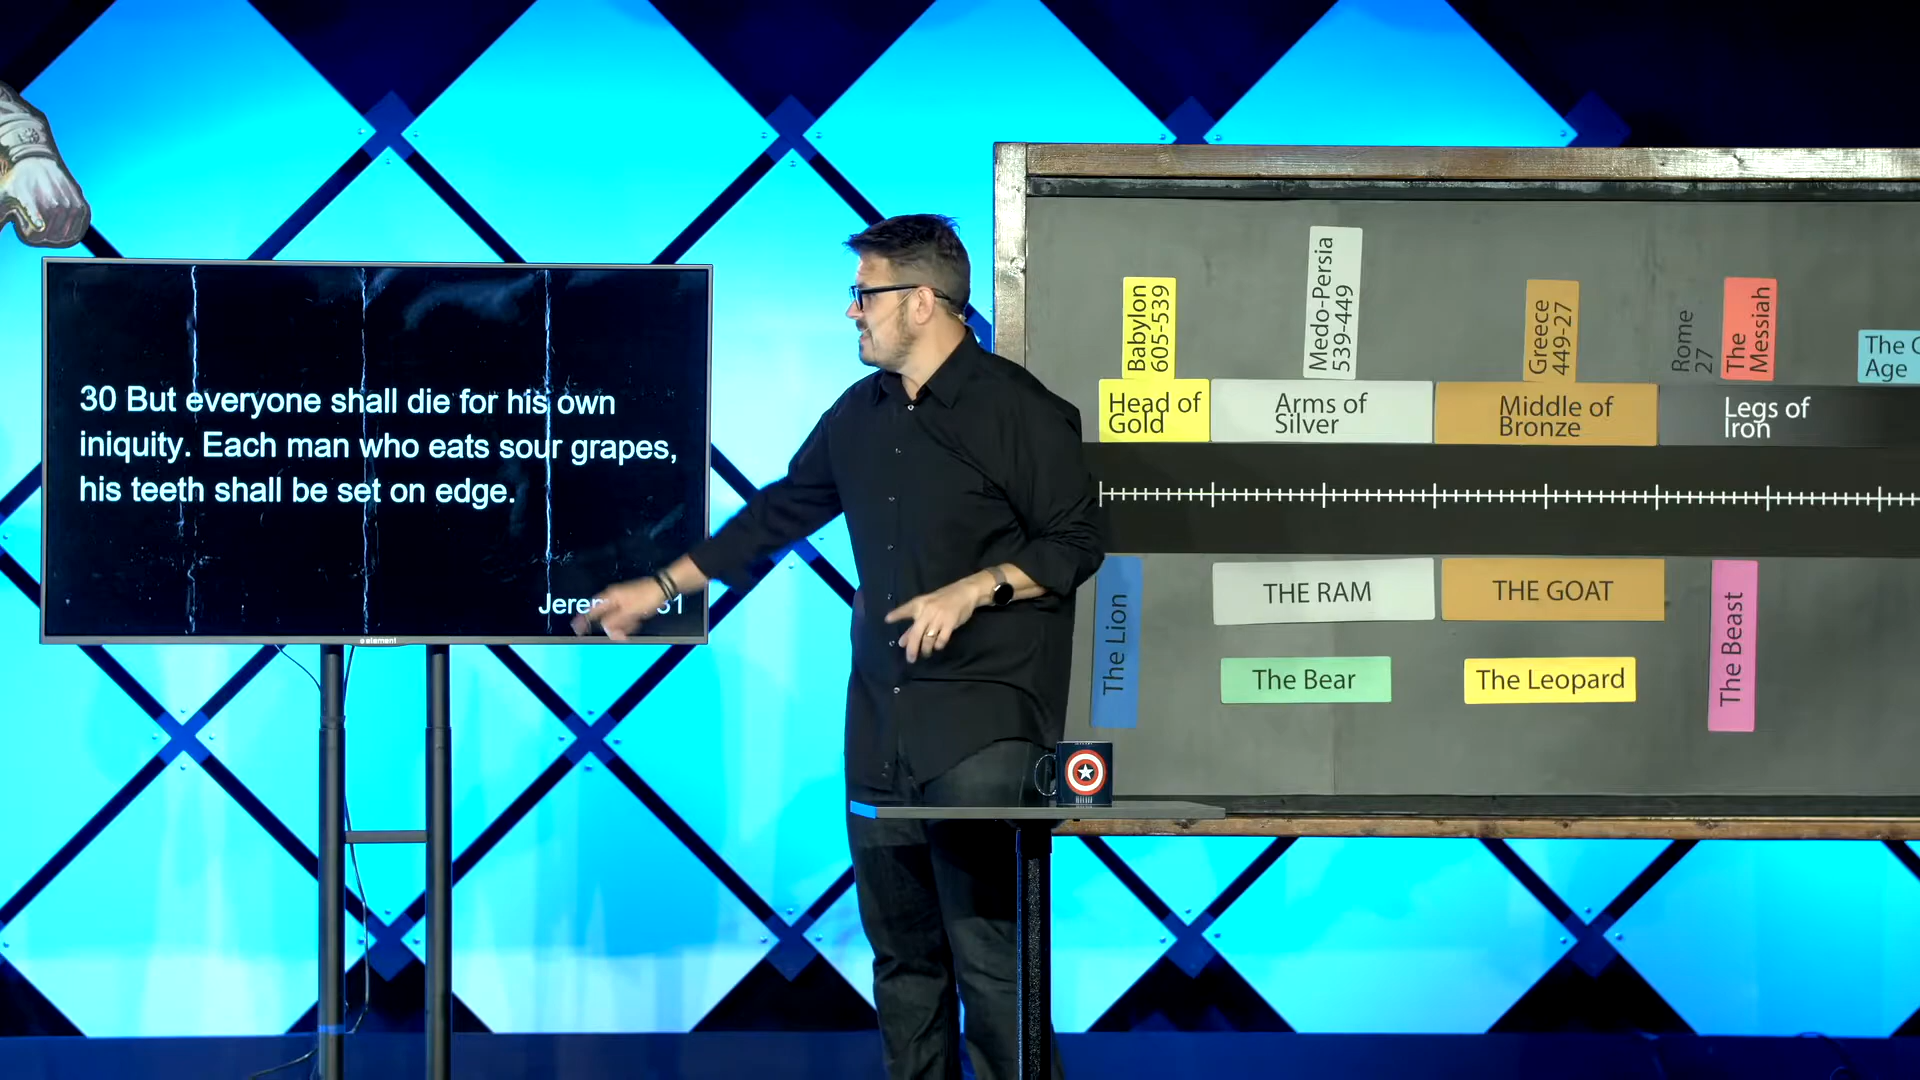 30 But everyone shall die for his own
iniquity. Each man who eats sour grapes,
his teeth shall be set on edge.
31
element
Babylon
605-539
Medo-Persia
539-449
Greece
449-27
Rome
27
The
Messiah
The
Age
Head of
Gold
Arms of
Silver
Middle of
Bronze
Legs of
Iron
The Lion
THE RAM
THE GOAT
The Beast
The Bear
The Leopard